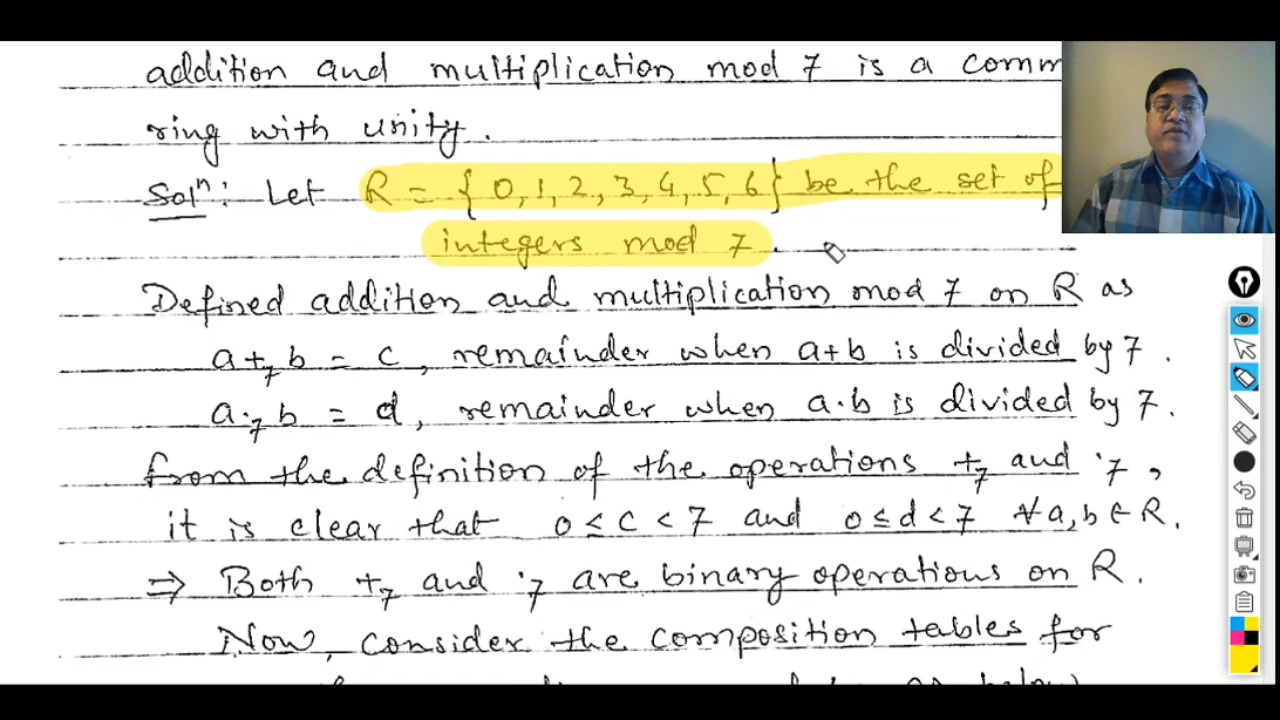 addition and multiplication mod 7 is a comm
ring with unity.
Solⁿ: Let R = { 0, 1, 2, 3, 4, 5, 6 } be the set of
integers mod 7.
Defined addition and multiplication mod 7 on R as
a +₇ b = c, remainder when a+b is divided by 7.
a ·₇ b = d, remainder when a·b is divided by 7.
from the definition of the operations +₇ and ·₇,
it is clear that 0 ≤ c < 7 and 0 ≤ d < 7 ∀ a, b ∈ R.
⇒ Both +₇ and ·₇ are binary operations on R.
Now, consider the composition tables for
as below